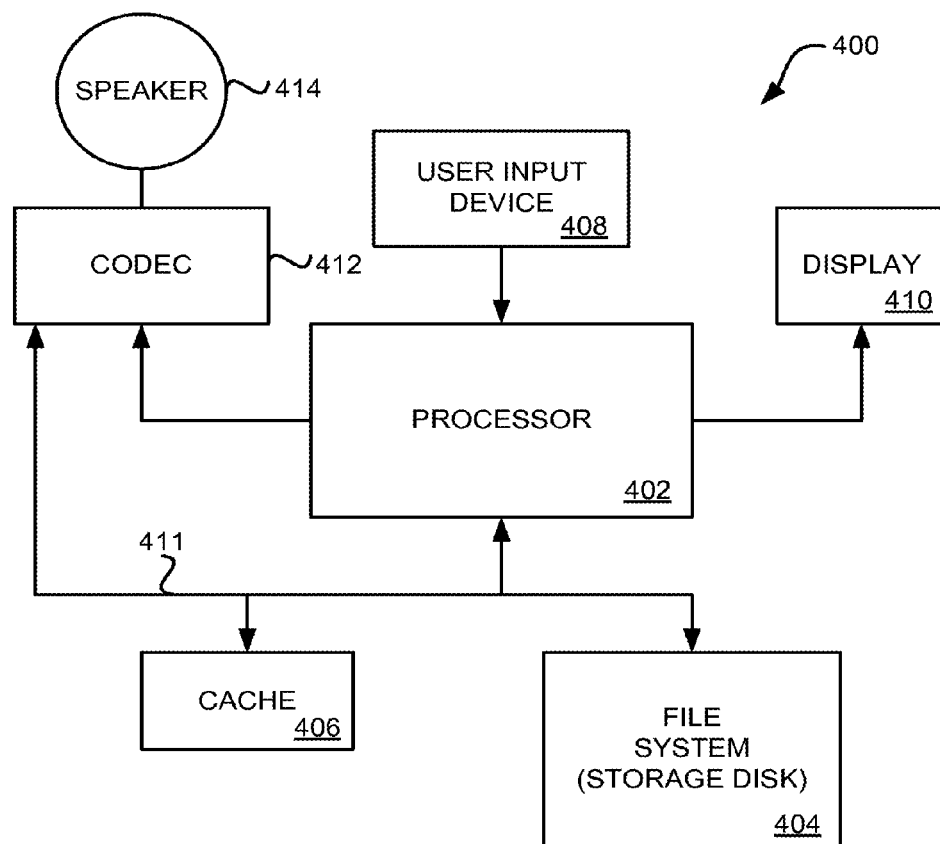 400
SPEAKER
414
USER INPUT
DEVICE
408
CODEC
412
DISPLAY
410
PROCESSOR
402
411
CACHE
406
FILE
SYSTEM
(STORAGE DISK)
404